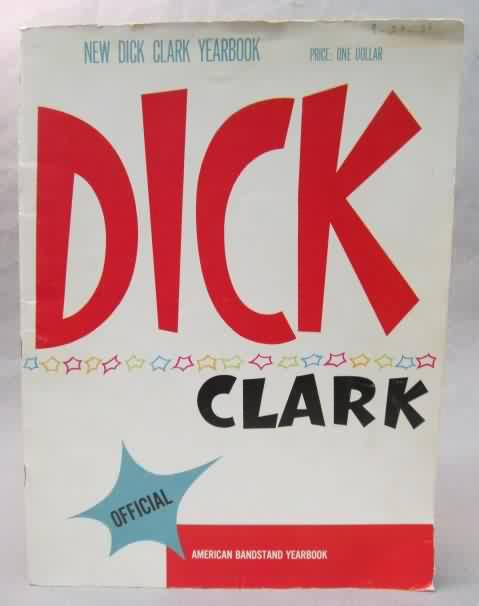 NEW DICK CLARK YEARBOOK PRICE: ONE DOLLAR
DICK
CLARK
OFFICIAL
AMERICAN BANDSTAND YEARBOOK